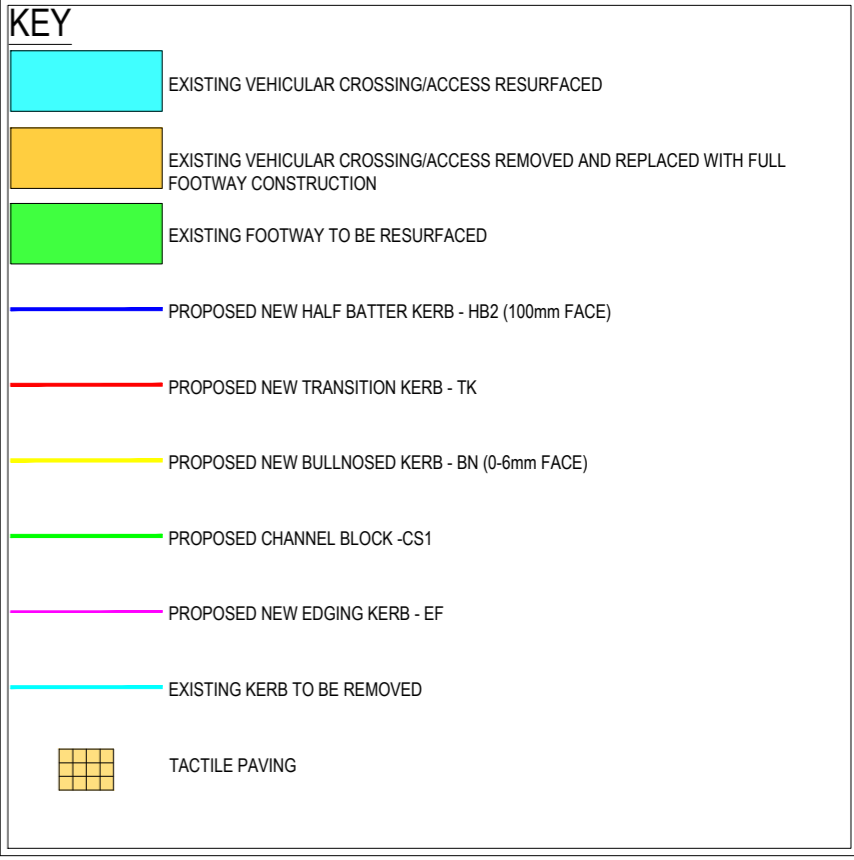 KEY
EXISTING VEHICULAR CROSSING/ACCESS RESURFACED
EXISTING VEHICULAR CROSSING/ACCESS REMOVED AND REPLACED WITH FULL
FOOTWAY CONSTRUCTION
EXISTING FOOTWAY TO BE RESURFACED
PROPOSED NEW HALF BATTER KERB - HB2 (100mm FACE)
PROPOSED NEW TRANSITION KERB - TK
PROPOSED NEW BULLNOSED KERB - BN (0-6mm FACE)
PROPOSED CHANNEL BLOCK -CS1
PROPOSED NEW EDGING KERB - EF
EXISTING KERB TO BE REMOVED
TACTILE PAVING